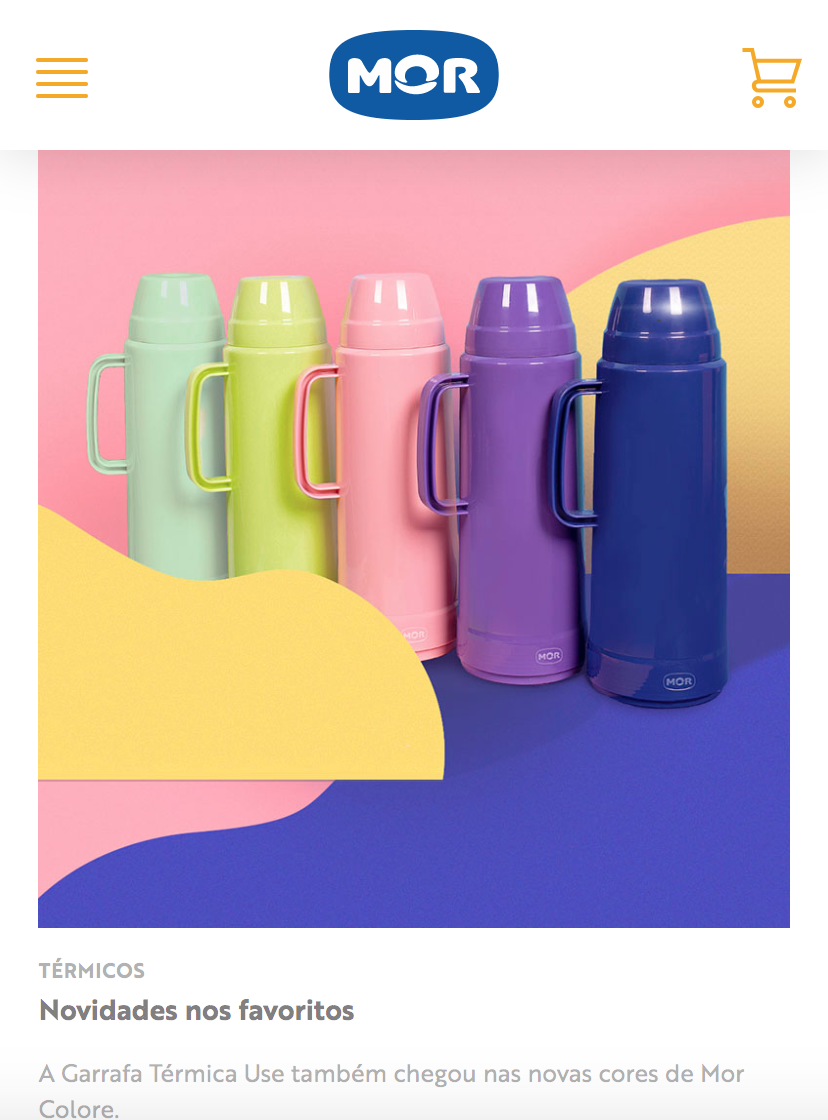 MOR
MOR
MOR
MOR
TÉRMICOS
Novidades nos favoritos
A Garrafa Térmica Use também chegou nas novas cores de Mor
Colore.